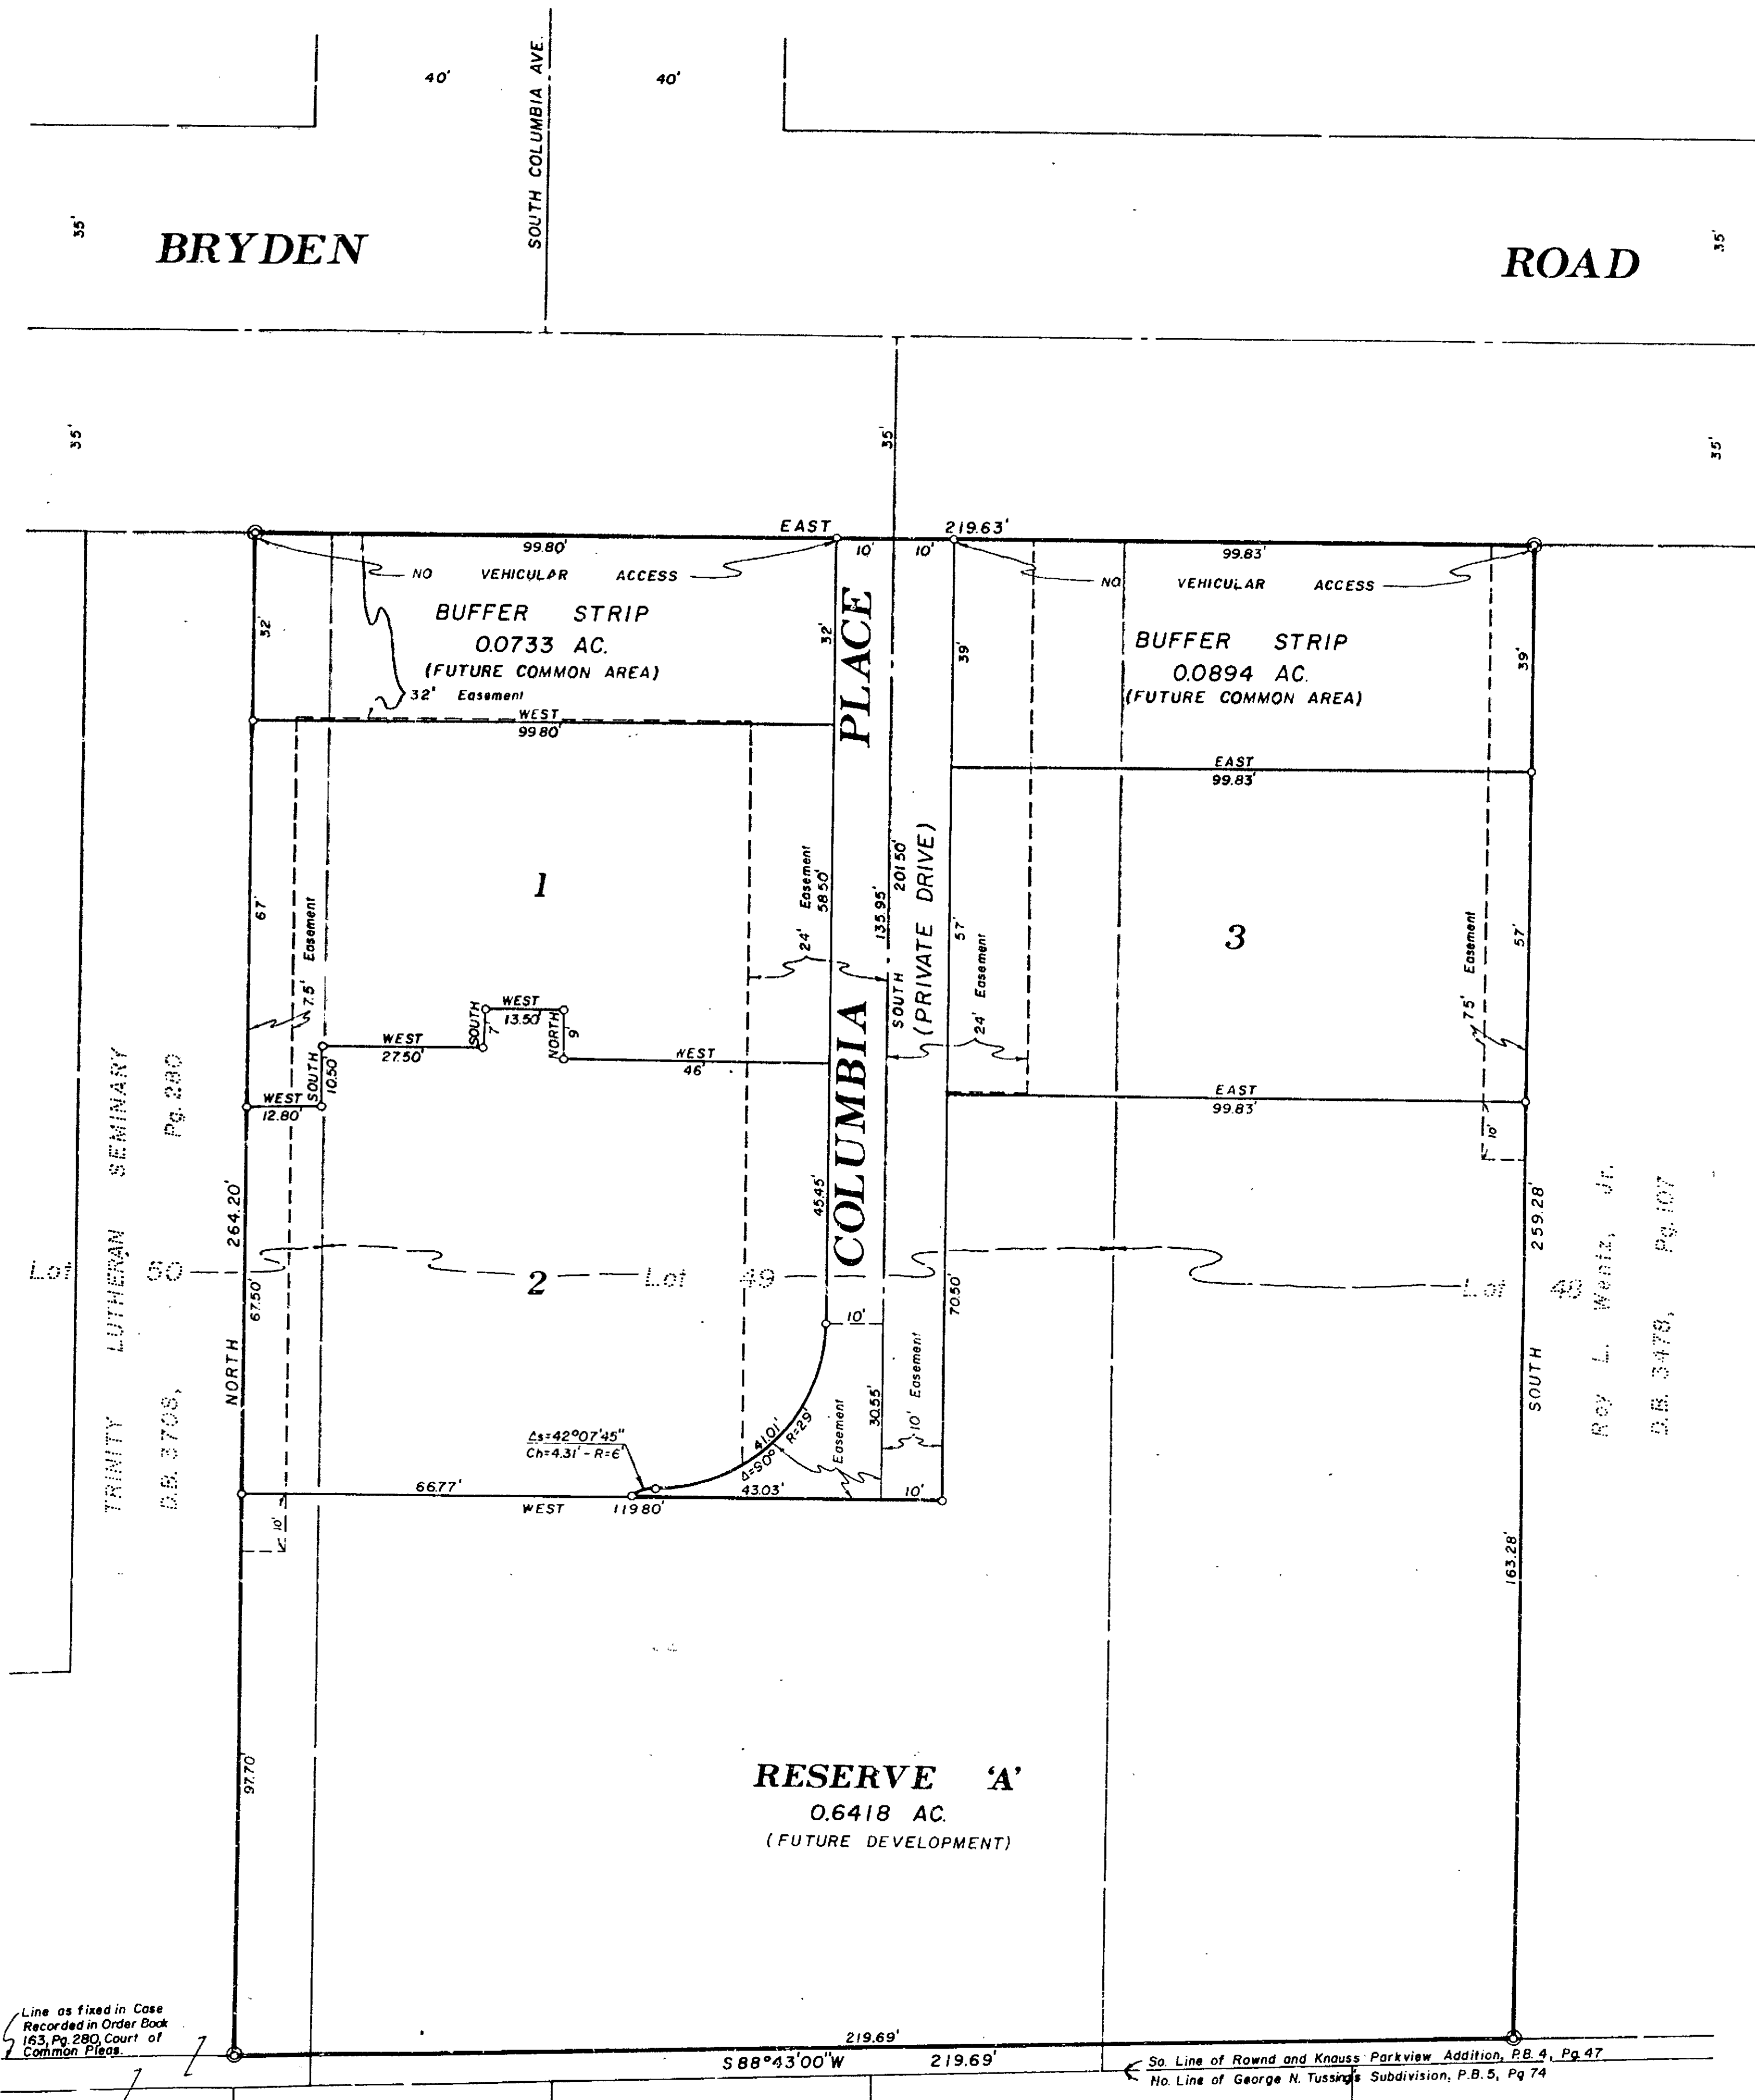 40'
SOUTH COLUMBIA AVE.
40'
35'
BRYDEN
ROAD
35'
35'
35'
35'
EAST
219.63'
99.80'
10'
10'
99.83'
NO VEHICULAR ACCESS
NO VEHICULAR ACCESS
BUFFER STRIP
0.0733 AC.
(FUTURE COMMON AREA)
32' Easement
32'
32'
WEST
99.80'
BUFFER STRIP
0.0894 AC.
(FUTURE COMMON AREA)
39'
39'
EAST
99.83'
COLUMBIA PLACE
(PRIVATE DRIVE)
SOUTH
201.50'
135.95'
1
67'
7.5' Easement
24' Easement
58.50'
3
57'
24' Easement
57'
7.5' Easement
WEST
13.50'
SOUTH
7'
NORTH
9'
WEST
27.50'
WEST
46'
SOUTH
10.50'
WEST
12.80'
EAST
99.83'
10'
TRINITY LUTHERAN SEMINARY
D.B. 3708, Pg. 280
264.20'
NORTH
67.50'
45.45'
70.50'
259.28'
SOUTH
Roy L. Wentz, Jr.
D.B. 3478, Pg. 107
Lot 50
2
Lot 49
Lot 48
10'
10' Easement
30.55'
Easement
41.01'
Δ=90° R=29'
Δs=42°07'45"
Ch=4.31' - R=6'
66.77'
43.03'
10'
WEST 119.80'
10'
163.28'
97.70'
RESERVE 'A'
0.6418 AC.
(FUTURE DEVELOPMENT)
Line as fixed in Case
Recorded in Order Book
163, Pg. 280, Court of
Common Pleas.
219.69'
S 88°43'00"W 219.69'
So. Line of Rownd and Knauss Parkview Addition, P.B. 4, Pg. 47
No. Line of George N. Tussing's Subdivision, P.B. 5, Pg 74